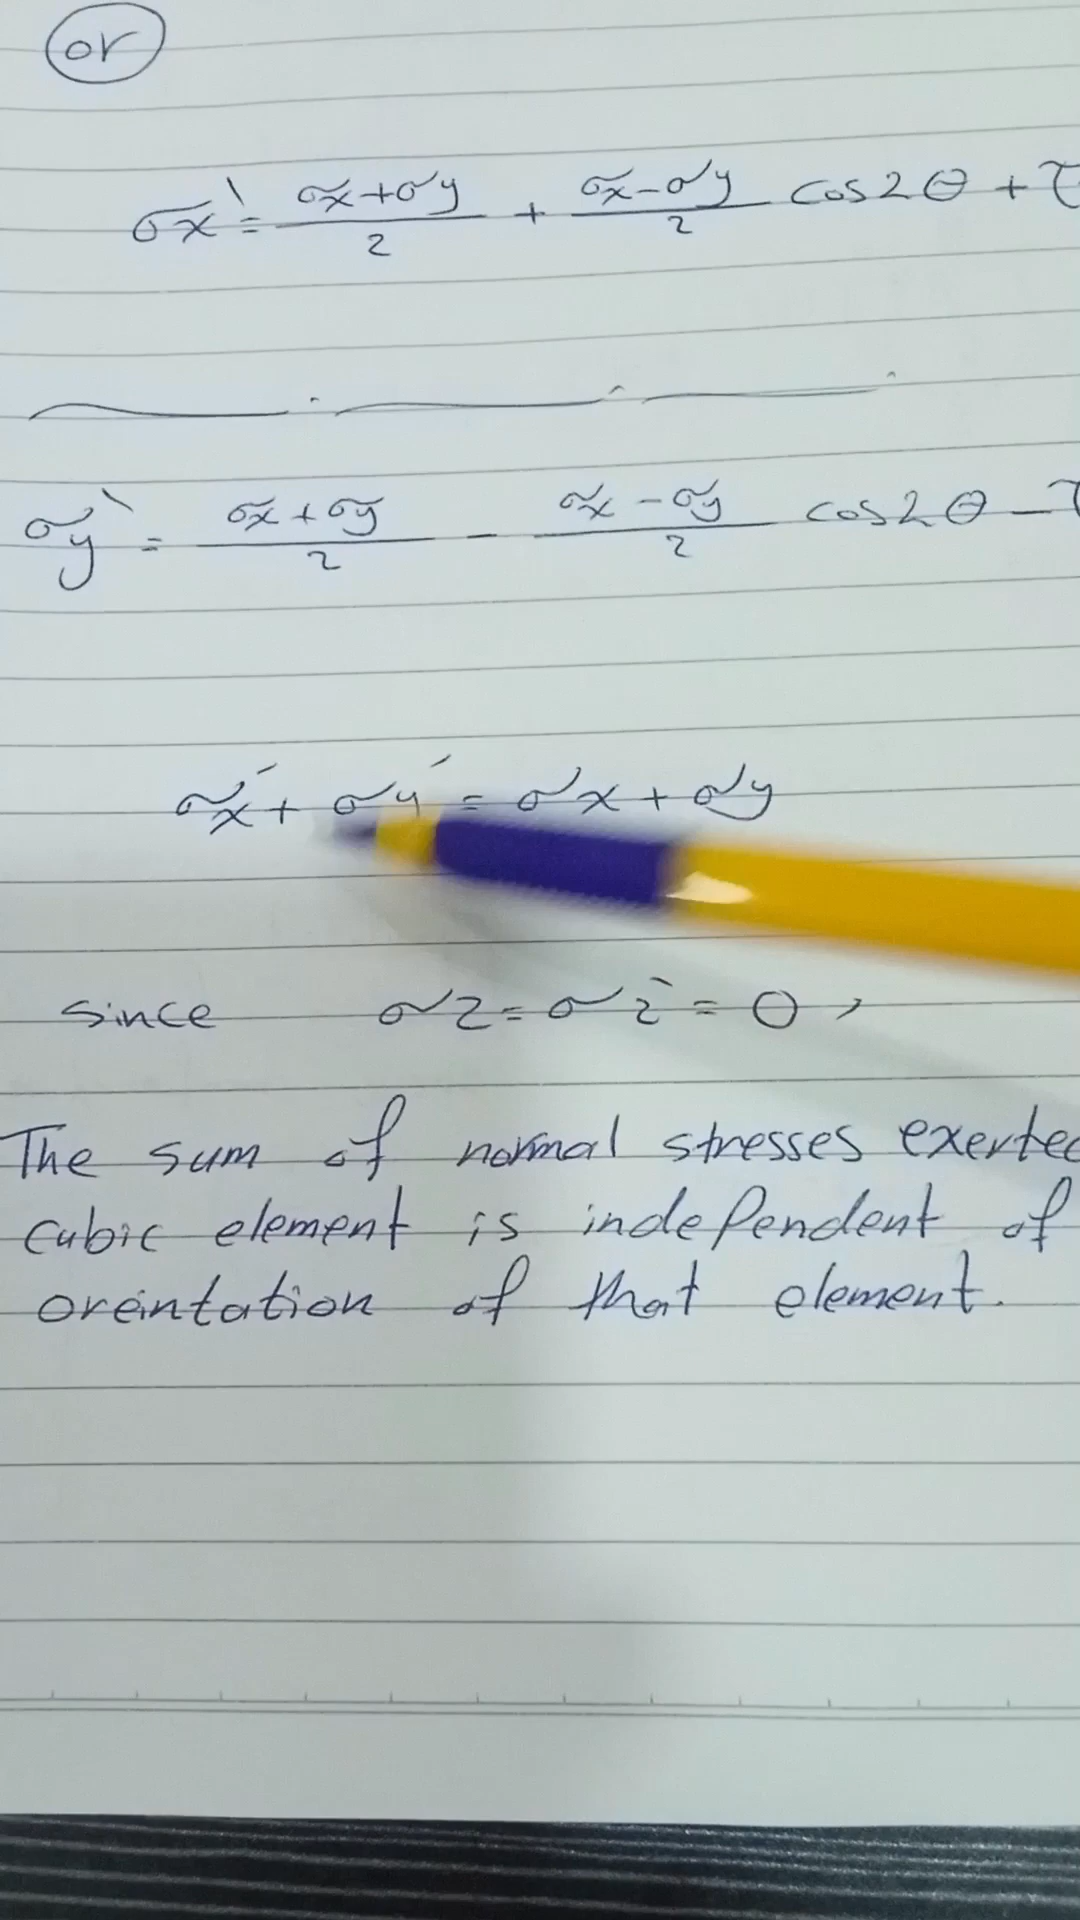 or
σx' = σx+σy/2 + σx-σy/2 cos2θ + τ
σy' = σx+σy/2 - σx-σy/2 cos2θ - τ
σx' + σy' = σx + σy
since σz = σz' = 0,
The sum of normal stresses exerted
cubic element is independent of
oreintation of that element.